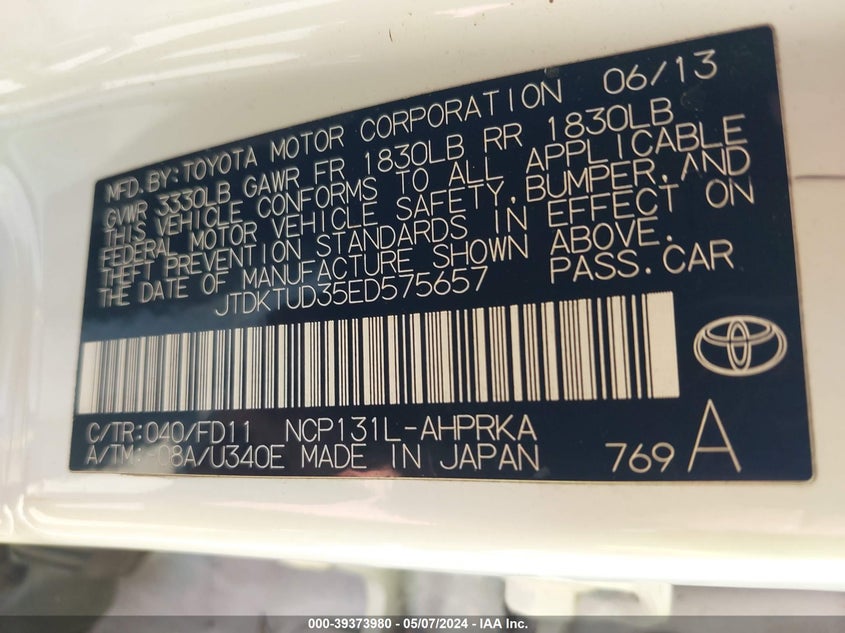 MFD. BY: TOYOTA MOTOR CORPORATION 06/13
GVWR 3330LB GAWR FR 1830LB RR 1830LB
THIS VEHICLE CONFORMS TO ALL APPLICABLE
FEDERAL MOTOR VEHICLE SAFETY, BUMPER, AND
THEFT PREVENTION STANDARDS IN EFFECT ON
THE DATE OF MANUFACTURE SHOWN ABOVE.
JTDKTUD35ED575657 PASS. CAR
C/TR: 040/FD11 NCP131L-AHPRKA
A/TM: -08A/U340E MADE IN JAPAN 769 A
000-39373980 - 05/07/2024 - IAA Inc.